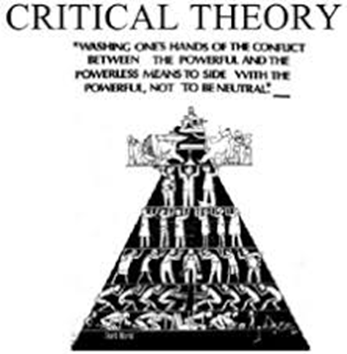 CRITICAL THEORY
"WASHING ONE'S HANDS OF THE CONFLICT
BETWEEN THE POWERFUL AND THE
POWERLESS MEANS TO SIDE WITH THE
POWERFUL, NOT TO BE NEUTRAL."